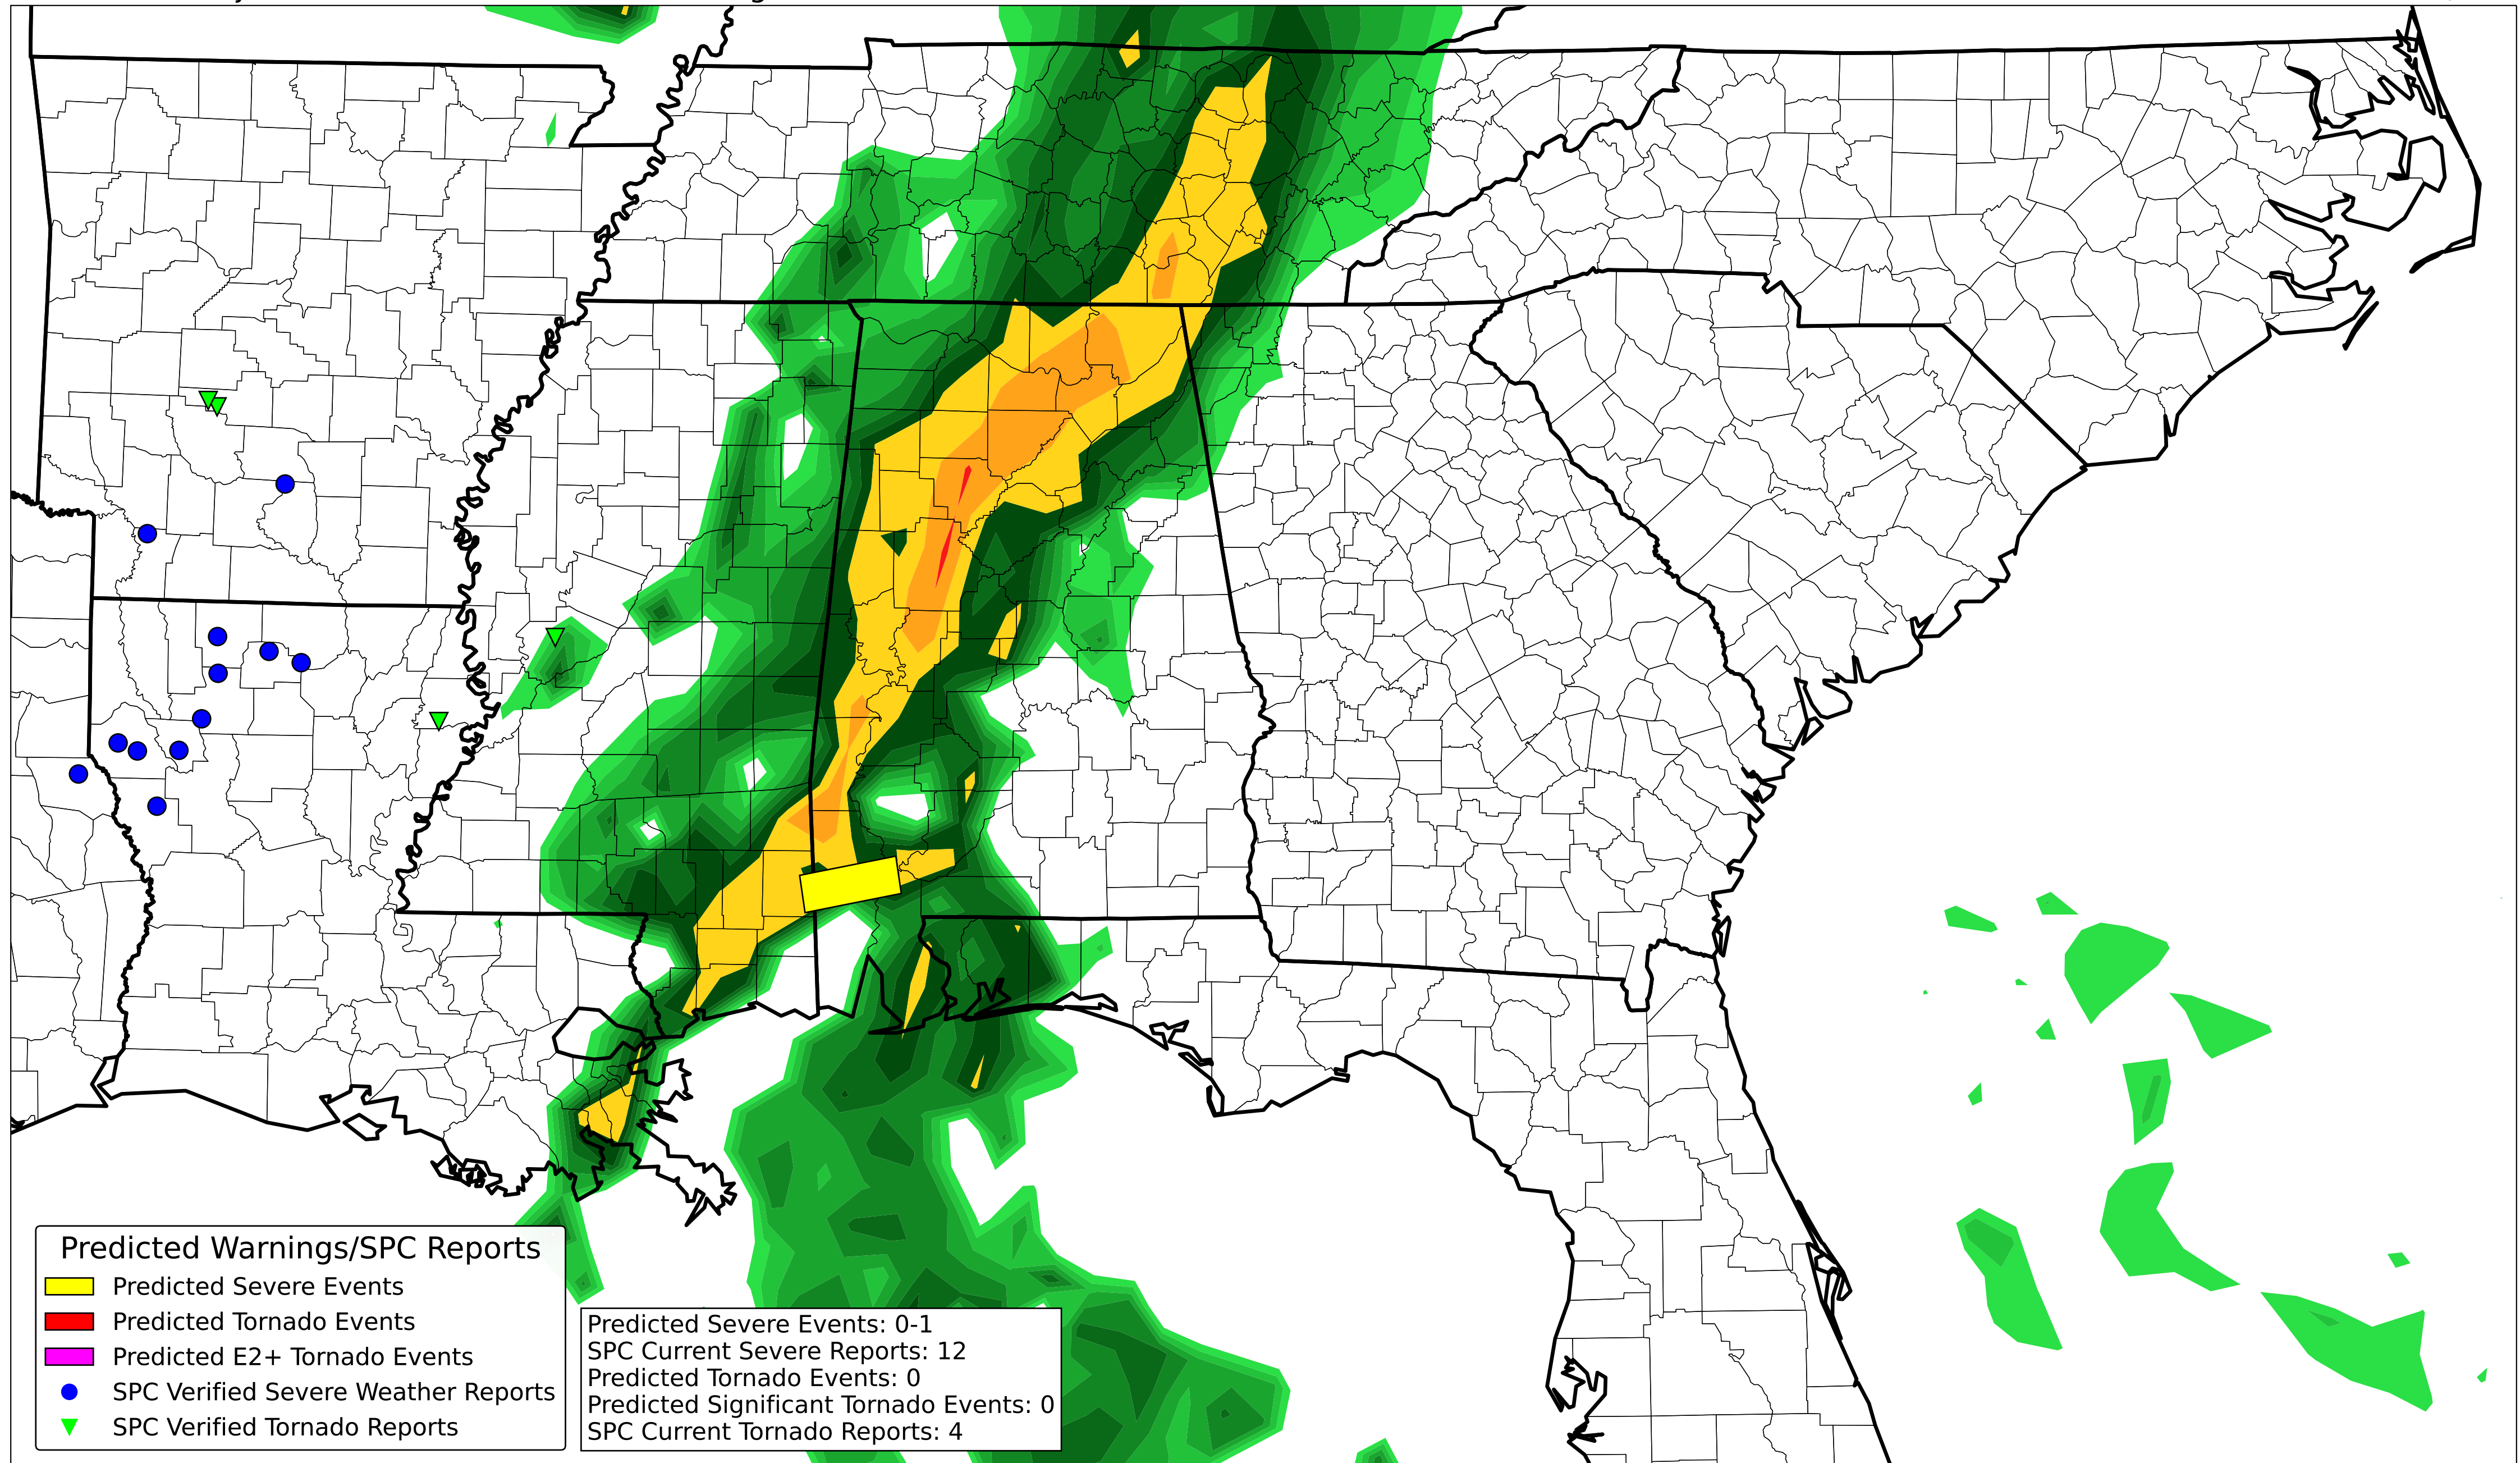 Predicted Warnings/SPC Reports
Predicted Severe Events
Predicted Tornado Events
Predicted E2+ Tornado Events
SPC Verified Severe Weather Reports
SPC Verified Tornado Reports
Predicted Severe Events: 0-1
SPC Current Severe Reports: 12
Predicted Tornado Events: 0
Predicted Significant Tornado Events: 0
SPC Current Tornado Reports: 4